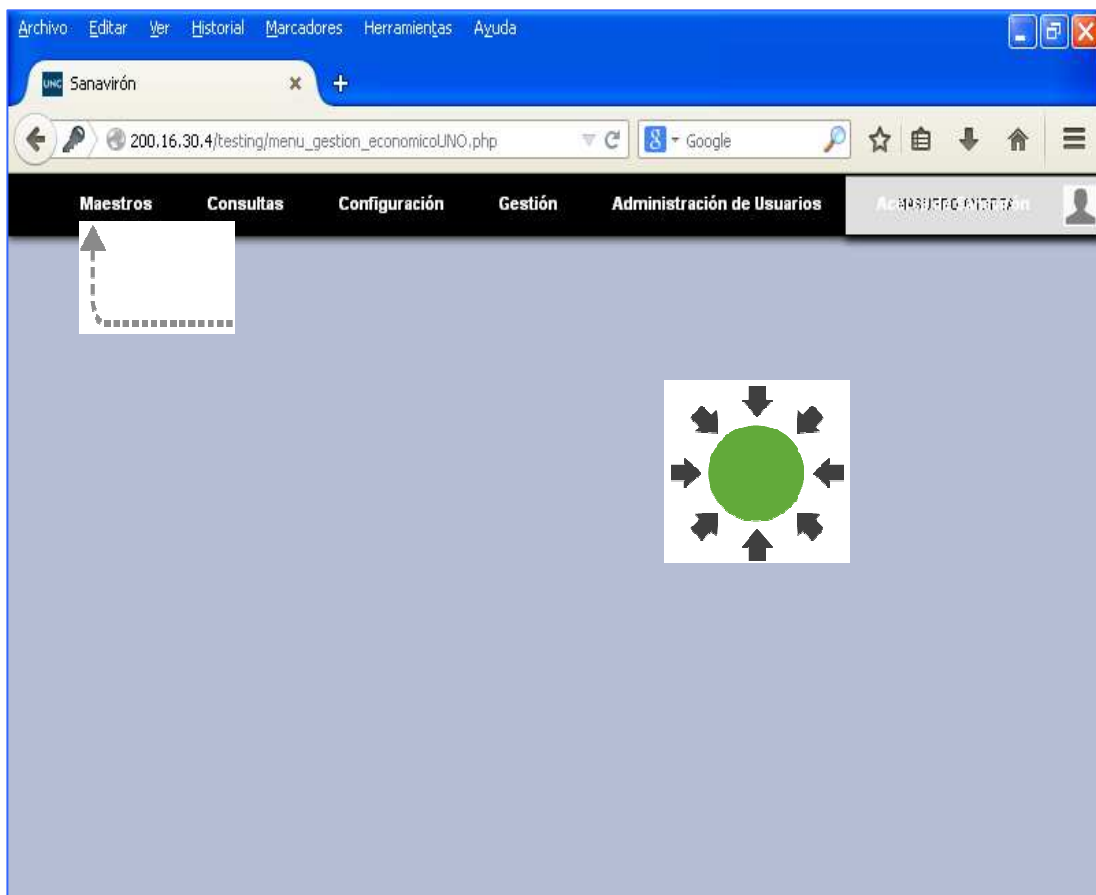 Archivo Editar Ver Historial Marcadores Herramientas Ayuda
UNC Sanavirón
200.16.30.4/testing/menu_gestion_economicoUNO.php Google
Maestros Consultas Configuración Gestión Administración de Usuarios